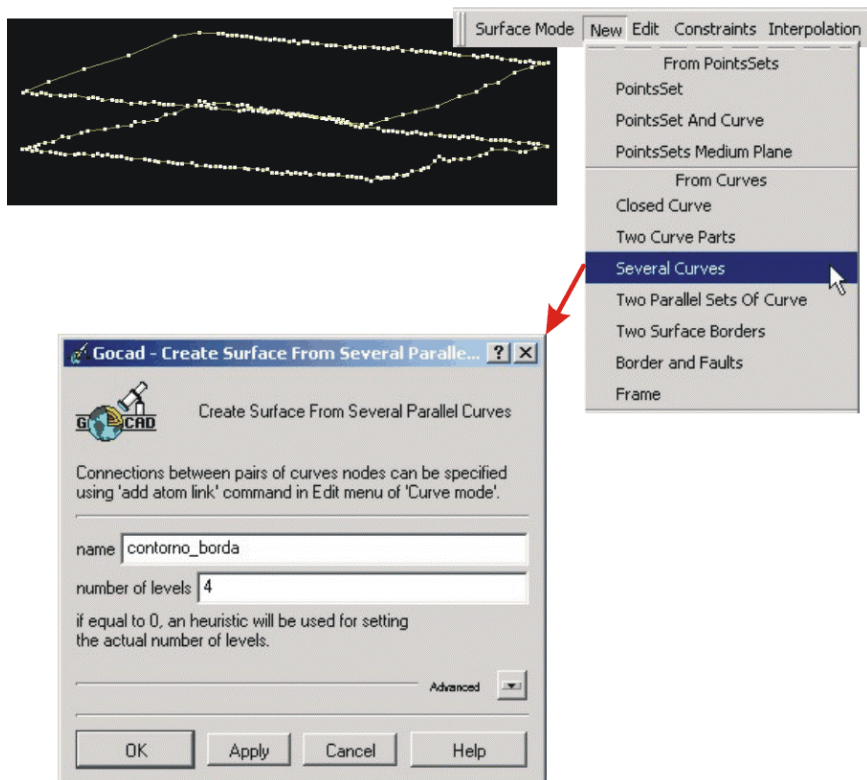 Surface Mode New Edit Constraints Interpolation
From PointsSets
PointsSet
PointsSet And Curve
PointsSets Medium Plane
From Curves
Closed Curve
Two Curve Parts
Several Curves
Two Parallel Sets Of Curve
Two Surface Borders
Border and Faults
Frame
Gocad - Create Surface From Several Paralle...
GOCAD
Create Surface From Several Parallel Curves
Connections between pairs of curves nodes can be specified
using 'add atom link' command in Edit menu of 'Curve mode'.
name contorno_borda
number of levels 4
if equal to 0, an heuristic will be used for setting
the actual number of levels.
Advanced
OK Apply Cancel Help